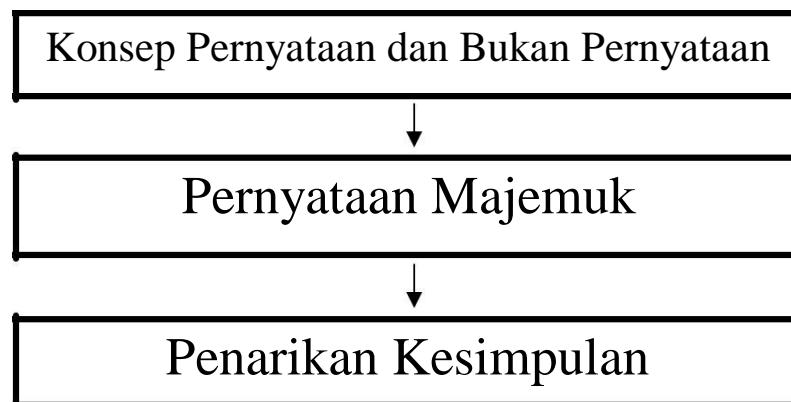 Konsep Pernyataan dan Bukan Pernyataan
Pernyataan Majemuk
Penarikan Kesimpulan